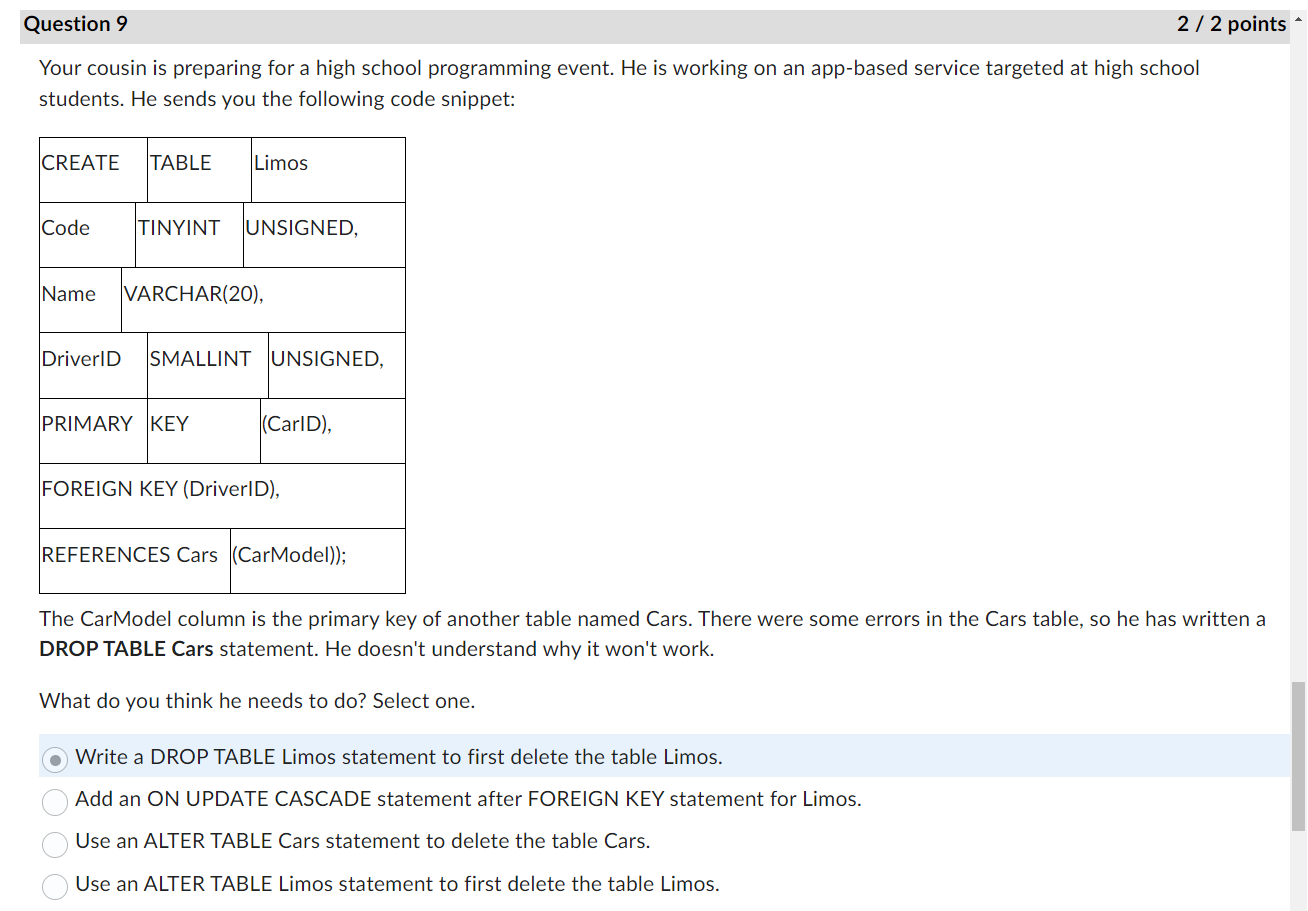 Question 9 2 / 2 points
Your cousin is preparing for a high school programming event. He is working on an app-based service targeted at high school
students. He sends you the following code snippet:
CREATE TABLE Limos
Code TINYINT UNSIGNED,
Name VARCHAR(20),
DriverID SMALLINT UNSIGNED,
PRIMARY KEY (CarID),
FOREIGN KEY (DriverID),
REFERENCES Cars (CarModel));
The CarModel column is the primary key of another table named Cars. There were some errors in the Cars table, so he has written a
DROP TABLE Cars statement. He doesn't understand why it won't work.
What do you think he needs to do? Select one.
Write a DROP TABLE Limos statement to first delete the table Limos.
Add an ON UPDATE CASCADE statement after FOREIGN KEY statement for Limos.
Use an ALTER TABLE Cars statement to delete the table Cars.
Use an ALTER TABLE Limos statement to first delete the table Limos.